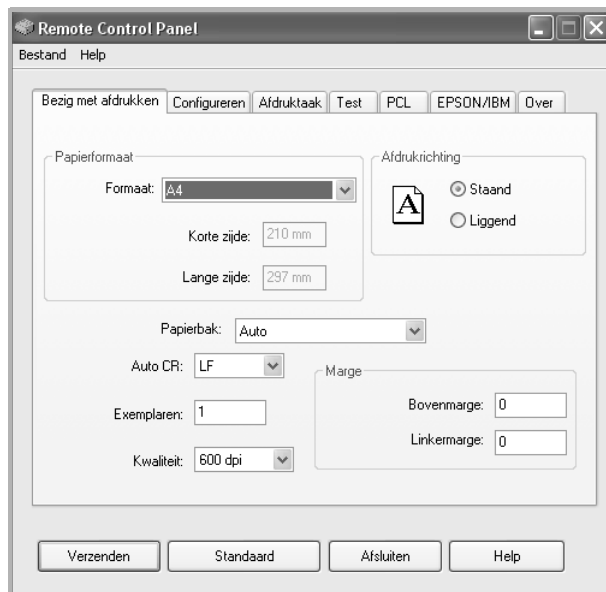 Remote Control Panel
Bestand Help
Bezig met afdrukken Configureren Afdruktaak Test PCL EPSON/IBM Over
Papierformaat
Formaat: A4
Korte zijde: 210 mm
Lange zijde: 297 mm
Afdrukrichting
A
Staand
Liggend
Papierbak: Auto
Auto CR: LF
Exemplaren: 1
Kwaliteit: 600 dpi
Marge
Bovenmarge: 0
Linkermarge: 0
Verzenden Standaard Afsluiten Help